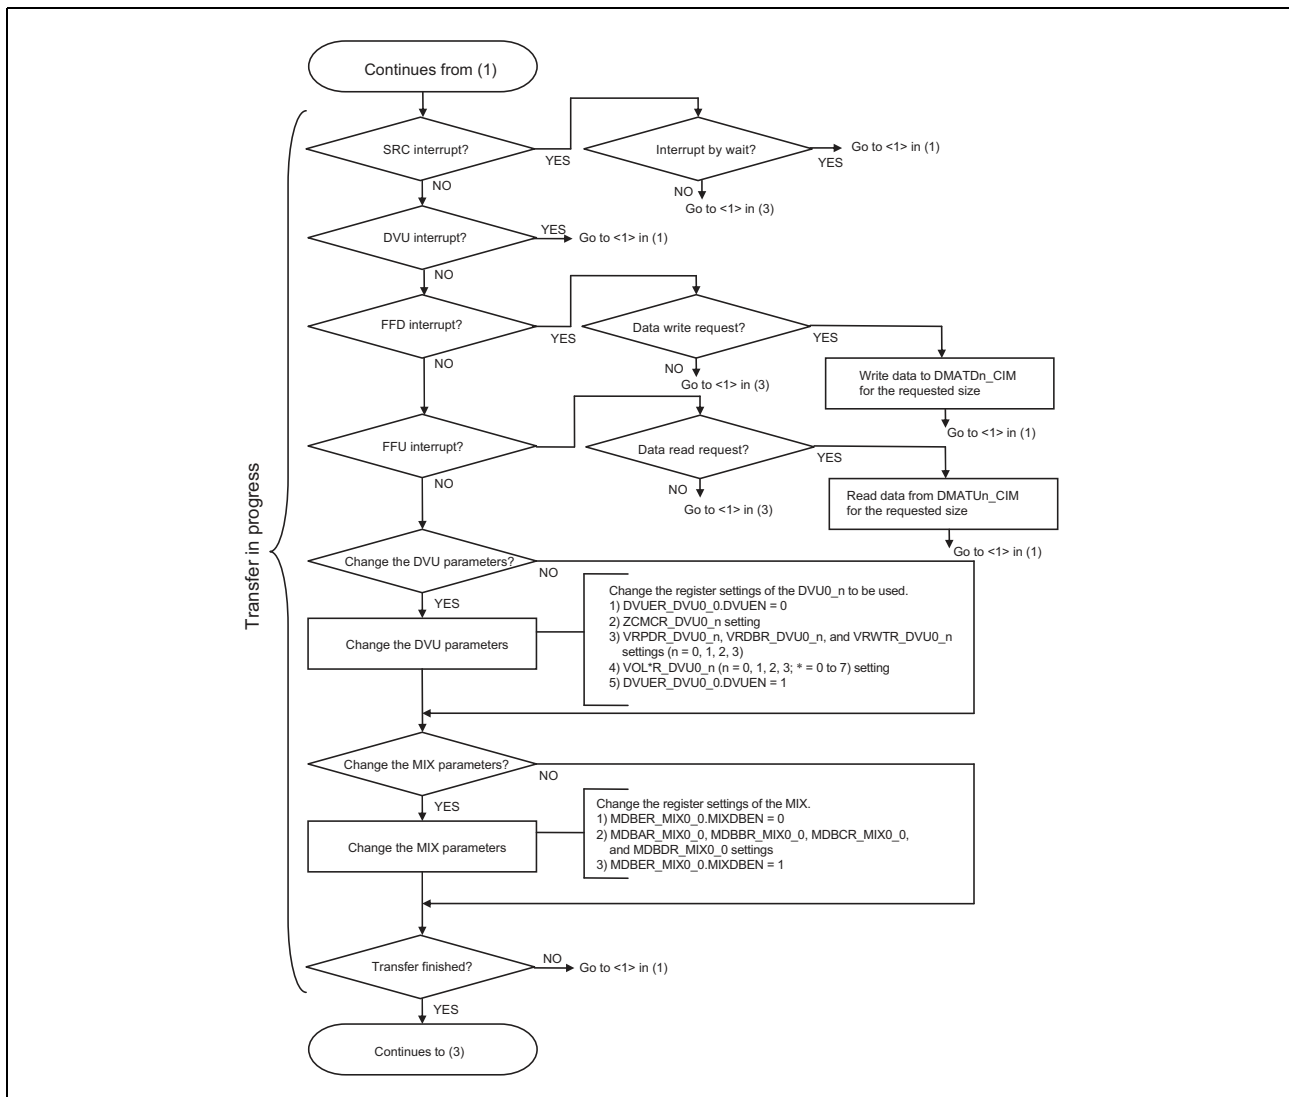 Continues from (1)
SRC interrupt?
YES
Interrupt by wait?
YES
Go to <1> in (1)
NO
NO
Go to <1> in (3)
DVU interrupt?
YES
Go to <1> in (1)
NO
FFD interrupt?
YES
Data write request?
YES
NO
NO
Go to <1> in (3)
Write data to DMATDn_CIM
for the requested size
Go to <1> in (1)
FFU interrupt?
YES
Data read request?
YES
NO
NO
Go to <1> in (3)
Read data from DMATUn_CIM
for the requested size
Go to <1> in (1)
Transfer in progress
Change the DVU parameters?
NO
YES
Change the DVU parameters
Change the register settings of the DVU0_n to be used.
1) DVUER_DVU0_0.DVUEN = 0
2) ZCMCR_DVU0_n setting
3) VRPDR_DVU0_n, VRDBR_DVU0_n, and VRWTR_DVU0_n
settings (n = 0, 1, 2, 3)
4) VOL*R_DVU0_n (n = 0, 1, 2, 3; * = 0 to 7) setting
5) DVUER_DVU0_0.DVUEN = 1
Change the MIX parameters?
NO
YES
Change the MIX parameters
Change the register settings of the MIX.
1) MDBER_MIX0_0.MIXDBEN = 0
2) MDBAR_MIX0_0, MDBBR_MIX0_0, MDBCR_MIX0_0,
and MDBDR_MIX0_0 settings
3) MDBER_MIX0_0.MIXDBEN = 1
Transfer finished?
NO
Go to <1> in (1)
YES
Continues to (3)